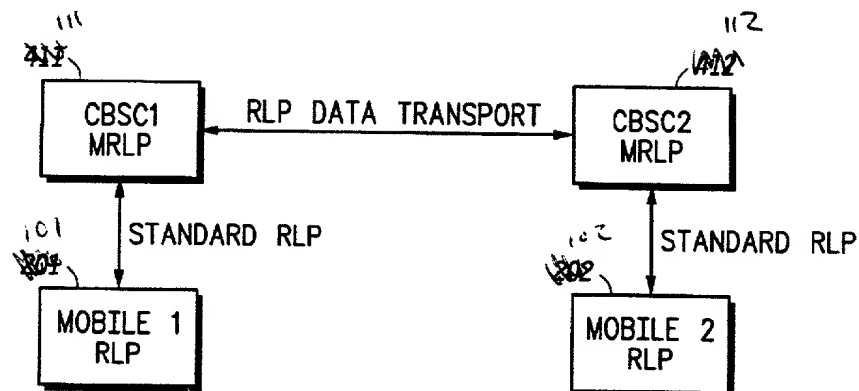 111
112
CBSC1
MRLP
RLP DATA TRANSPORT
CBSC2
MRLP
101
STANDARD RLP
102
STANDARD RLP
MOBILE 1
RLP
MOBILE 2
RLP